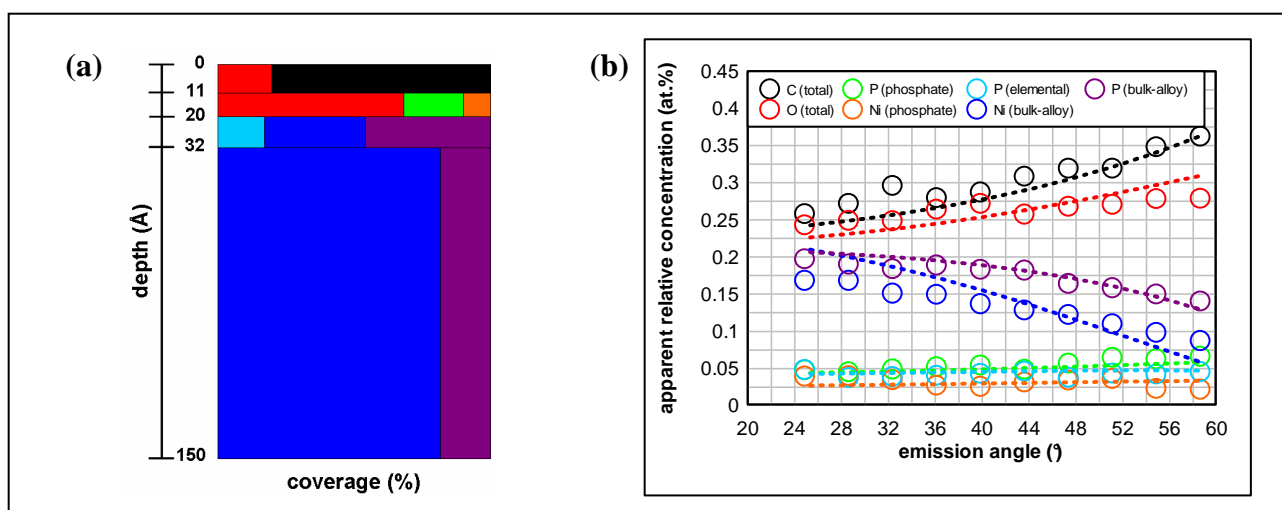 (a)
0
11
20
32
150
depth (Å)
coverage (%)
(b)
apparent relative concentration (at.%)
0.45
0.4
0.35
0.3
0.25
0.2
0.15
0.1
0.05
0
C (total) P (phosphate) P (elemental) P (bulk-alloy)
O (total) Ni (phosphate) Ni (bulk-alloy)
20 24 28 32 36 40 44 48 52 56 60
emission angle (°)